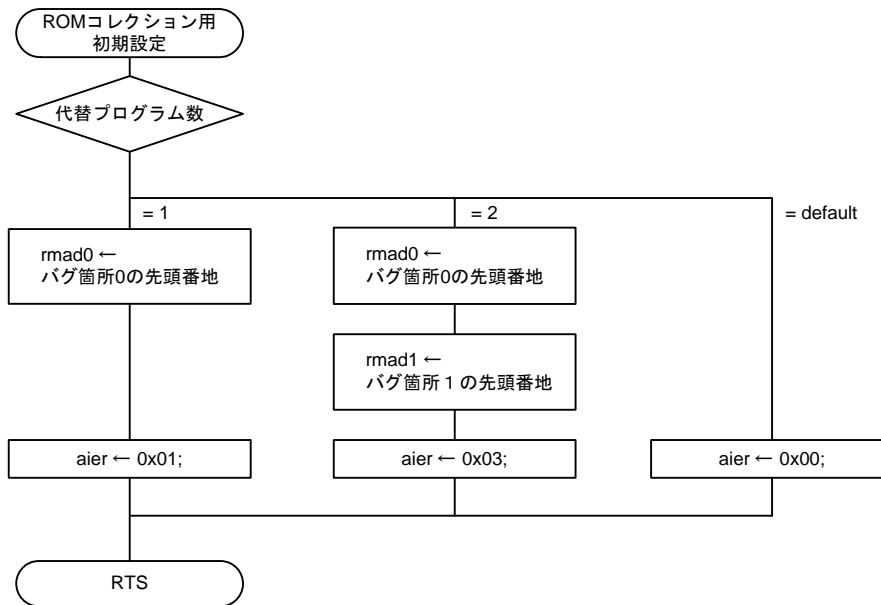 ROMコレクション用
初期設定
代替プログラム数
= 1
= 2
= default
rmad0 ←
バグ箇所0の先頭番地
rmad0 ←
バグ箇所0の先頭番地
rmad1 ←
バグ箇所１の先頭番地
aier ← 0x01;
aier ← 0x03;
aier ← 0x00;
RTS